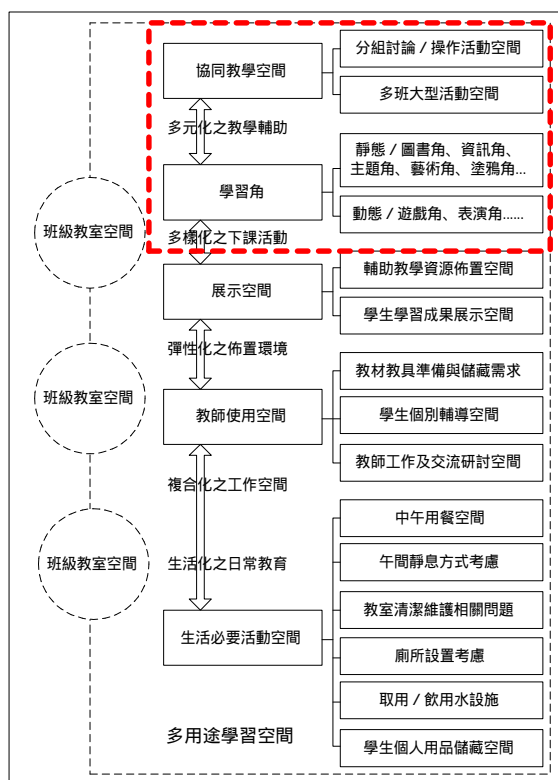 協同教學空間
分組討論 / 操作活動空間
多班大型活動空間
多元化之教學輔助
學習角
靜態 / 圖書角、資訊角、
主題角、藝術角、塗鴉角...
動態 / 遊戲角、表演角......
班級教室空間
多樣化之下課活動
展示空間
輔助教學資源佈置空間
學生學習成果展示空間
彈性化之佈置環境
班級教室空間
教師使用空間
教材教具準備與儲藏需求
學生個別輔導空間
教師工作及交流研討空間
複合化之工作空間
班級教室空間
生活化之日常教育
生活必要活動空間
中午用餐空間
午間靜息方式考慮
教室清潔維護相關問題
廁所設置考慮
取用 / 飲用水設施
學生個人用品儲藏空間
多用途學習空間